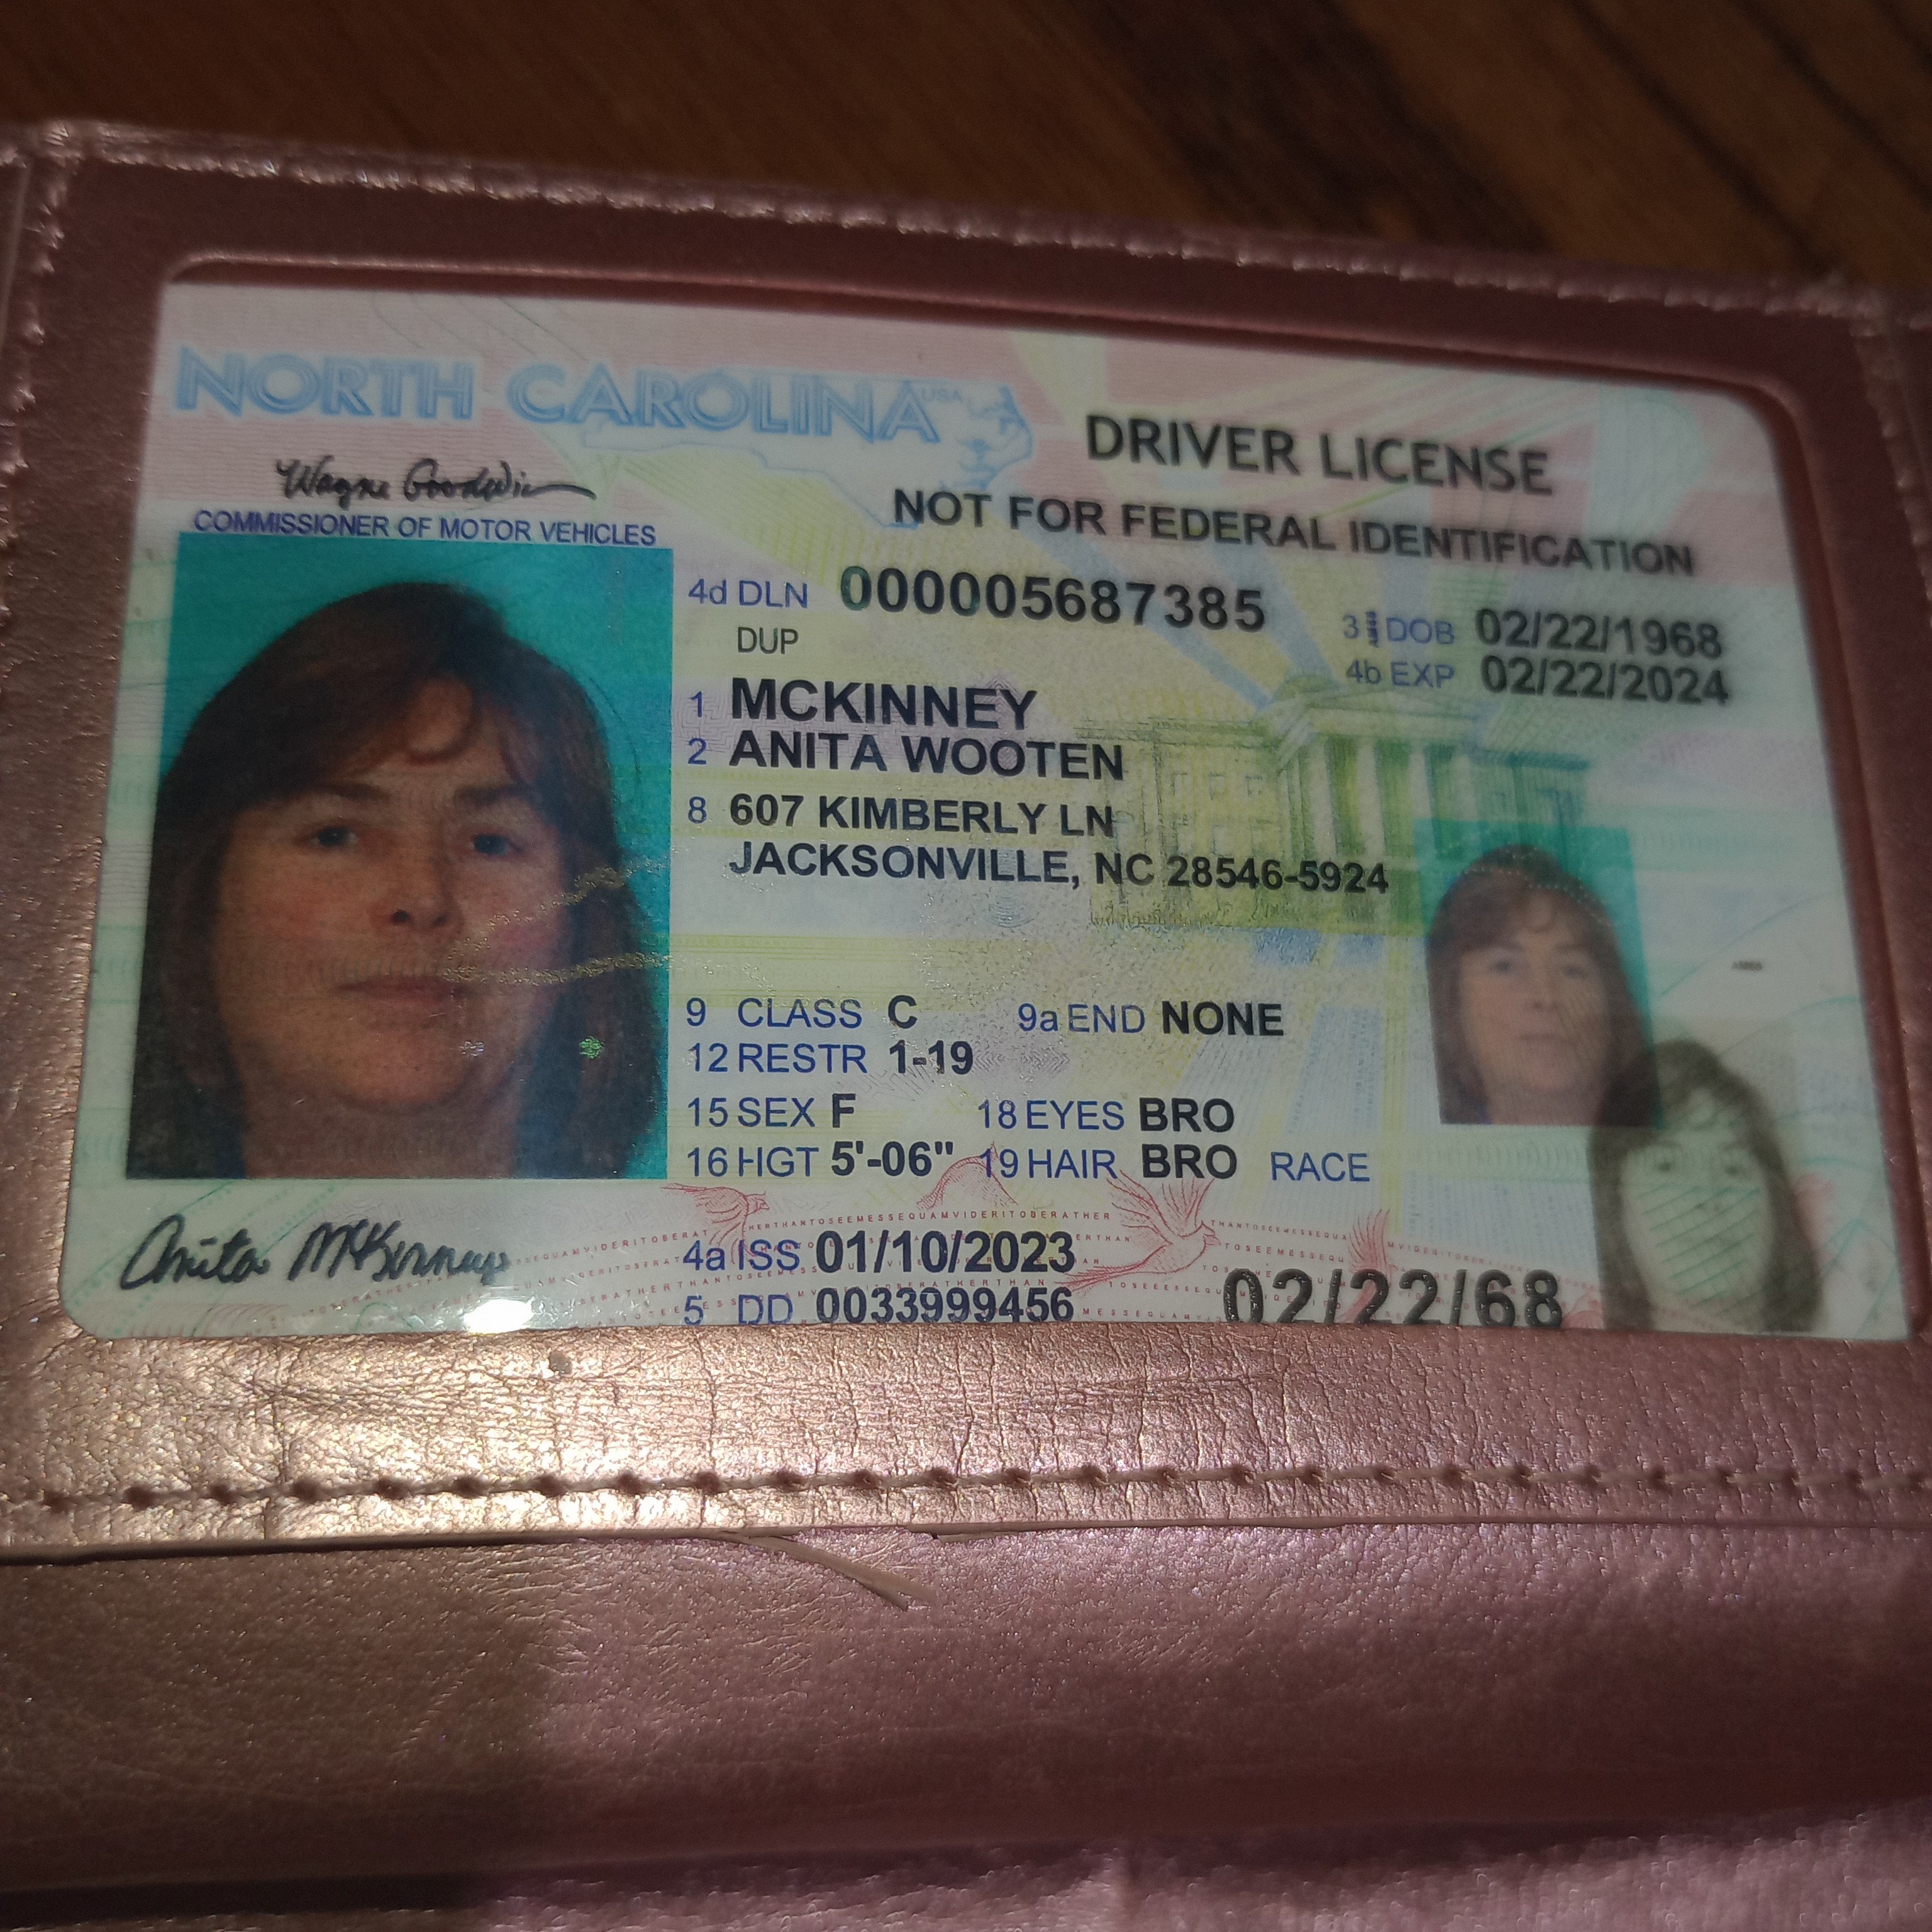 NORTH CAROLINA USA
DRIVER LICENSE
Wayne Goodwin
NOT FOR FEDERAL IDENTIFICATION
COMMISSIONER OF MOTOR VEHICLES
4d DLN 000005687385
3 DOB 02/22/1968
DUP
4b EXP 02/22/2024
1 MCKINNEY
2 ANITA WOOTEN
8 607 KIMBERLY LN
JACKSONVILLE, NC 28546-5924
9 CLASS C 9a END NONE
12 RESTR 1-19
15 SEX F 18 EYES BRO
16 HGT 5'-06" 19 HAIR BRO RACE
Anita McKinney
4a ISS 01/10/2023
5 DD 0033999456
02/22/68